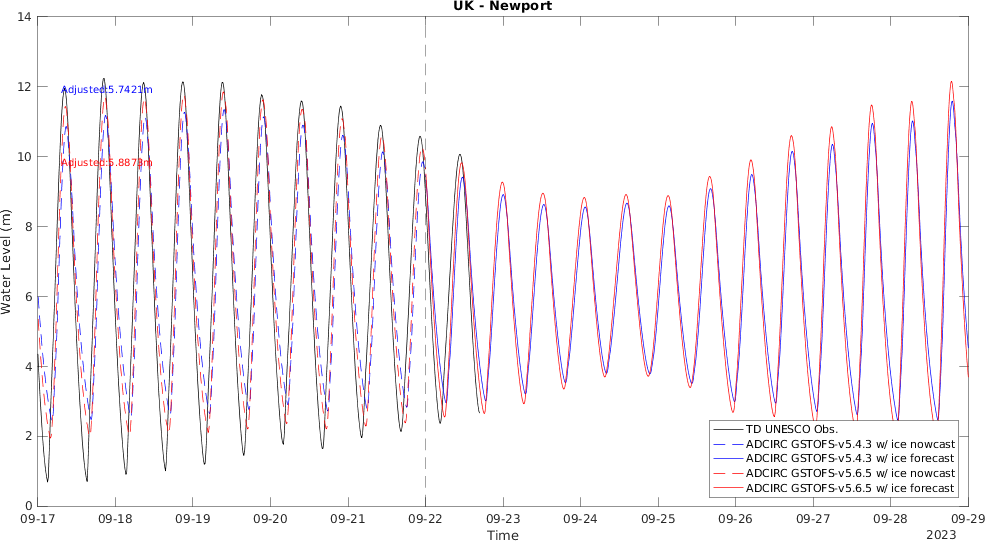 UK - Newport
14
12
10
8
6
4
2
0
Water Level (m)
Adjusted:5.7421m
Adjusted:5.8873m
TD UNESCO Obs.
ADCIRC GSTOFS-v5.4.3 w/ ice nowcast
ADCIRC GSTOFS-v5.4.3 w/ ice forecast
ADCIRC GSTOFS-v5.6.5 w/ ice nowcast
ADCIRC GSTOFS-v5.6.5 w/ ice forecast
09-17 09-18 09-19 09-20 09-21 09-22 09-23 09-24 09-25 09-26 09-27 09-28 09-29
Time
2023